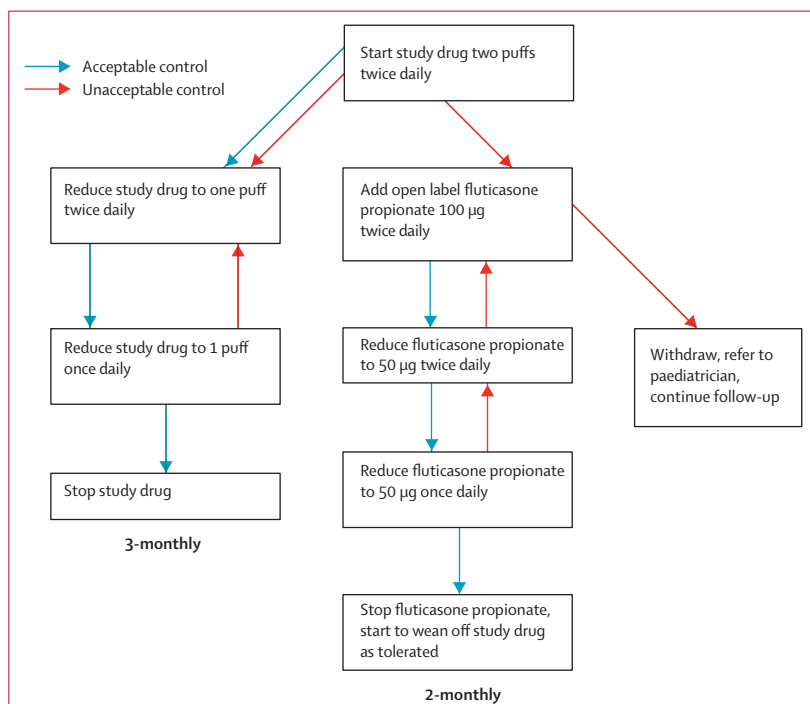 Acceptable control
Unacceptable control
Start study drug two puffs
twice daily
Reduce study drug to one puff
twice daily
Add open label fluticasone
propionate 100 µg
twice daily
Reduce study drug to 1 puff
once daily
Reduce fluticasone propionate
to 50 µg twice daily
Withdraw, refer to
paediatrician,
continue follow-up
Stop study drug
3-monthly
Reduce fluticasone propionate
to 50 µg once daily
Stop fluticasone propionate,
start to wean off study drug
as tolerated
2-monthly